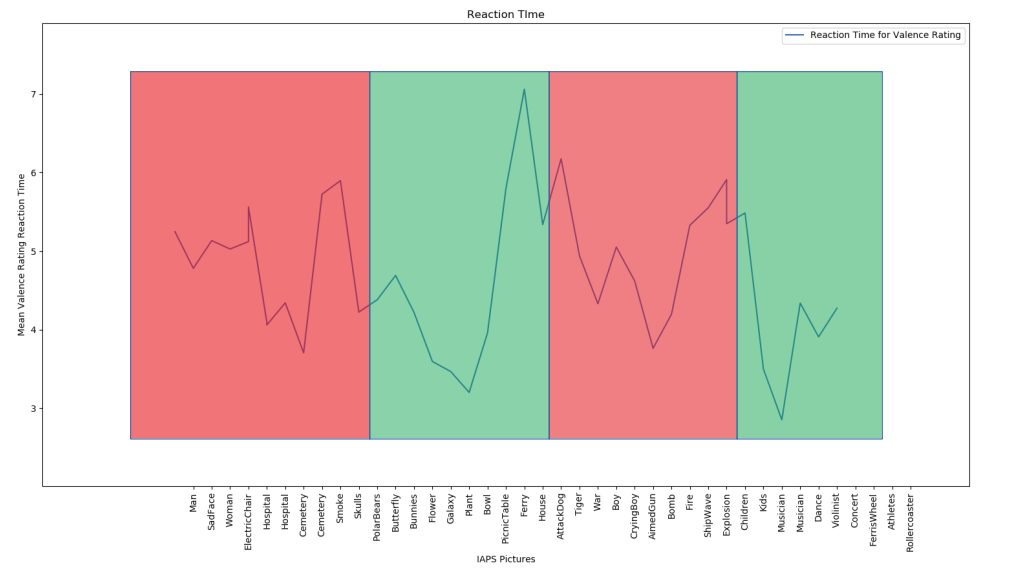 Reaction TIme
Reaction TIme for Valence Rating
Mean Valence Rating Reaction Time
7
6
5
4
3
Man
SadFace
Woman
ElectricChair
Hospital
Hospital
Cemetery
Cemetery
Smoke
Skulls
PolarBears
Butterfly
Bunnies
Flower
Galaxy
Plant
Bowl
PicnicTable
Ferry
House
AttackDog
Tiger
War
Boy
CryingBoy
AimedGun
Bomb
Fire
ShipWave
Explosion
Children
Kids
Musician
Musician
Dance
Violinist
Concert
FerrisWheel
Athletes
Rollercoaster
IAPS Pictures